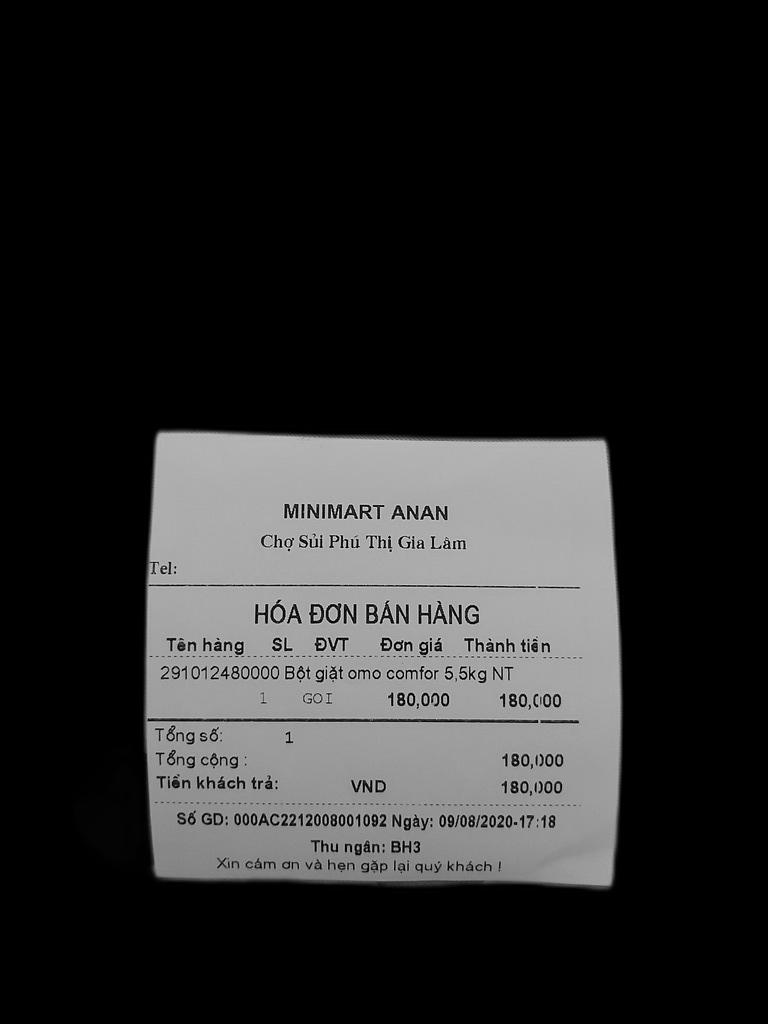 MINIMART ANAN
Chợ Sủi Phú Thị Gia Lâm
Tel:
HÓA ĐƠN BÁN HÀNG
Tên hàng SL ĐVT Đơn giá Thành tiền
291012480000 Bột giặt omo comfor 5,5kg NT
1 GOI 180,000 180,000
Tổng số: 1
Tổng cộng : 180,000
Tiền khách trả: VND 180,000
Số GD: 000AC2212008001092 Ngày: 09/08/2020-17:18
Thu ngân: BH3
Xin cám ơn và hẹn gặp lại quý khách !